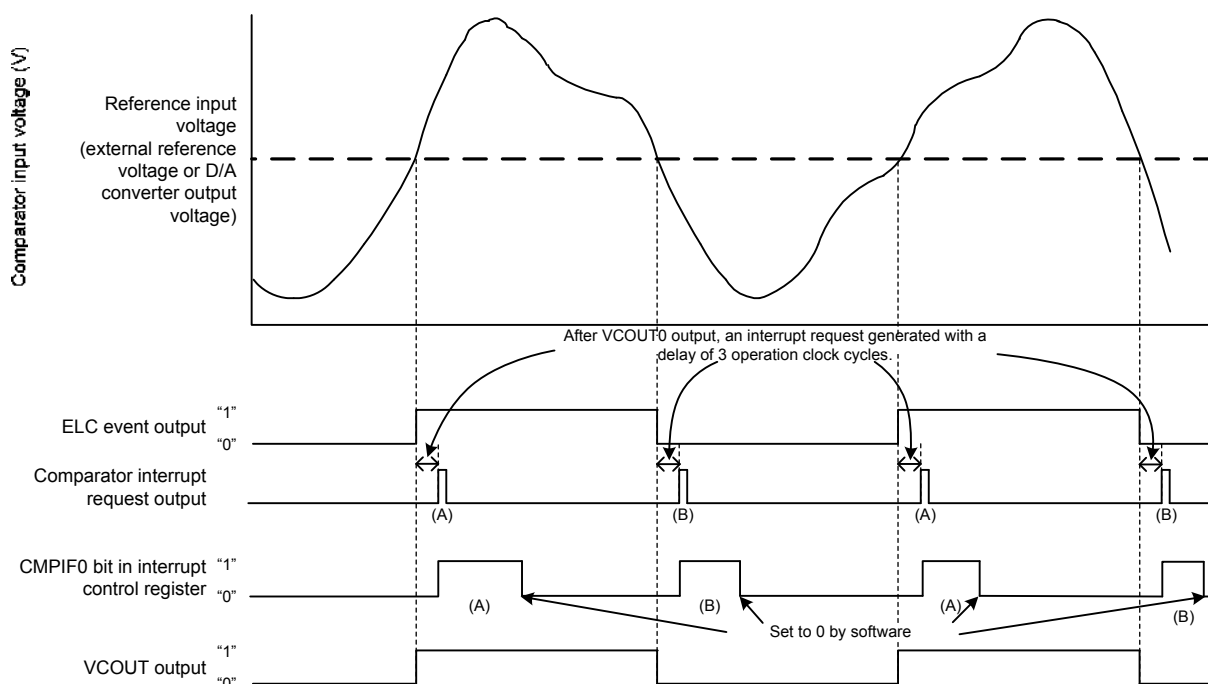 Comparator input voltage (V)
Reference input
voltage
(external reference
voltage or D/A
converter output
voltage)
After VCOUT0 output, an interrupt request generated with a
delay of 3 operation clock cycles.
ELC event output
“1”
“0”
Comparator interrupt
request output
(A)
(B)
(A)
(B)
CMPIF0 bit in interrupt
control register
“1”
“0”
(A)
(B)
(A)
(B)
Set to 0 by software
VCOUT output
“1”
“0”